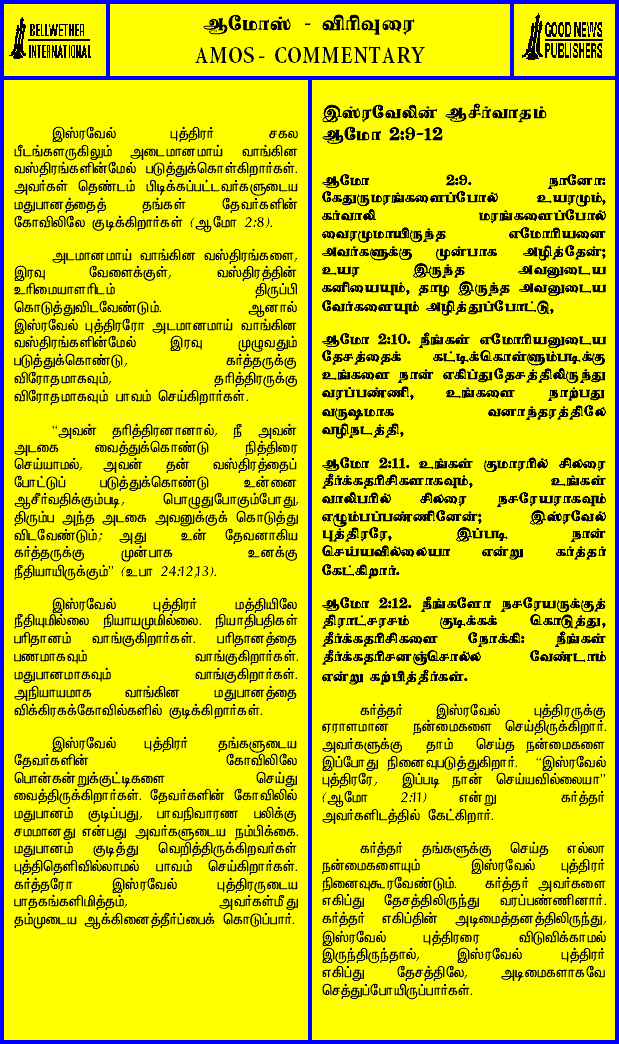 BELLWETHER
INTERNATIONAL
ஆமோஸ் - விரிவுரை
AMOS - COMMENTARY
GOOD NEWS
PUBLISHERS
இஸ்ரவேல் புத்திரர் சகல
பீடங்களருகிலும் அடைமானமாய் வாங்கின
வஸ்திரங்களின்மேல் படுத்துக்கொள்கிறார்கள்.
அவர்கள் தெண்டம் பிடிக்கப்பட்டவர்களுடைய
மதுபானத்தைத் தங்கள் தேவர்களின்
கோவிலிலே குடிக்கிறார்கள் (ஆமோ 2:8).
அடமானமாய் வாங்கின வஸ்திரங்களை,
இரவு வேளைக்குள், வஸ்திரத்தின்
உரிமையாளரிடம் திருப்பி
கொடுத்துவிடவேண்டும். ஆனால்
இஸ்ரவேல் புத்திரரோ அடமானமாய் வாங்கின
வஸ்திரங்களின்மேல் இரவு முழுவதும்
படுத்துக்கொண்டு, கர்த்தருக்கு
விரோதமாகவும், தரித்திரருக்கு
விரோதமாகவும் பாவம் செய்கிறார்கள்.
“அவன் தரித்திரனானால், நீ அவன்
அடகை வைத்துக்கொண்டு நித்திரை
செய்யாமல், அவன் தன் வஸ்திரத்தைப்
போட்டுப் படுத்துக்கொண்டு உன்னை
ஆசீர்வதிக்கும்படி, பொழுதுபோகும்போது,
திரும்ப அந்த அடகை அவனுக்குக் கொடுத்து
விடவேண்டும்; அது உன் தேவனாகிய
கர்த்தருக்கு முன்பாக உனக்கு
நீதியாயிருக்கும்” (உபா 24:12,13).
இஸ்ரவேல் புத்திரர் மத்தியிலே
நீதியுமில்லை நியாயமுமில்லை. நியாதிபதிகள்
பரிதானம் வாங்குகிறார்கள். பரிதானத்தை
பணமாகவும் வாங்குகிறார்கள்.
மதுபானமாகவும் வாங்குகிறார்கள்.
அநியாயமாக வாங்கின மதுபானத்தை
விக்கிரகக்கோவில்களில் குடிக்கிறார்கள்.
இஸ்ரவேல் புத்திரர் தங்களுடைய
தேவர்களின் கோவிலிலே
பொன்கன்றுக்குட்டிகளை செய்து
வைத்திருக்கிறார்கள். தேவர்களின் கோவிலில்
மதுபானம் குடிப்பது, பாவநிவாரண பலிக்கு
சமமானது என்பது அவர்களுடைய நம்பிக்கை.
மதுபானம் குடித்து வெறித்திருக்கிறவர்கள்
புத்திதெளிவில்லாமல் பாவம் செய்கிறார்கள்.
கர்த்தரோ இஸ்ரவேல் புத்திரருடைய
பாதகங்களிமித்தம், அவர்கள்மீது
தம்முடைய ஆக்கினைத்தீர்ப்பைக் கொடுப்பார்.
இஸ்ரவேலின் ஆசீர்வாதம்
ஆமோ 2:9-12
ஆமோ 2:9. நானோ:
கேதுருமரங்களைப்போல் உயரமும்,
கர்வாலி மரங்களைப்போல்
வைரமுமாயிருந்த எமோரியனை
அவர்களுக்கு முன்பாக அழித்தேன்;
உயர இருந்த அவனுடைய
கனியையும், தாழ இருந்த அவனுடைய
வேர்களையும் அழித்துப்போட்டு,
ஆமோ 2:10. நீங்கள் எமோரியனுடைய
தேசத்தைக் கட்டிக்கொள்ளும்படிக்கு
உங்களை நான் எகிப்துதேசத்திலிருந்து
வரப்பண்ணி, உங்களை நாற்பது
வருஷமாக வனாந்தரத்திலே
வழிநடத்தி,
ஆமோ 2:11. உங்கள் குமாரரில் சிலரை
தீர்க்கதரிசிகளாகவும், உங்கள்
வாலிபரில் சிலரை நசரேயராகவும்
எழும்பப்பண்ணினேன்; இஸ்ரவேல்
புத்திரரே, இப்படி நான்
செய்யவில்லையா என்று கர்த்தர்
கேட்கிறார்.
ஆமோ 2:12. நீங்களோ நசரேயருக்குத்
திராட்சரசம் குடிக்கக் கொடுத்து,
தீர்க்கதரிசிகளை நோக்கி: நீங்கள்
தீர்க்கதரிசனஞ்சொல்ல வேண்டாம்
என்று கற்பித்தீர்கள்.
கர்த்தர் இஸ்ரவேல் புத்திரருக்கு
ஏராளமான நன்மைகளை செய்திருக்கிறார்.
அவர்களுக்கு தாம் செய்த நன்மைகளை
இப்போது நினைவுபடுத்துகிறார். “இஸ்ரவேல்
புத்திரரே, இப்படி நான் செய்யவில்லையா”
(ஆமோ 2:11) என்று கர்த்தர்
அவர்களிடத்தில் கேட்கிறார்.
கர்த்தர் தங்களுக்கு செய்த எல்லா
நன்மைகளையும் இஸ்ரவேல் புத்திரர்
நினைவுகூரவேண்டும். கர்த்தர் அவர்களை
எகிப்து தேசத்திலிருந்து வரப்பண்ணினார்.
கர்த்தர் எகிப்தின் அடிமைத்தனத்திலிருந்து,
இஸ்ரவேல் புத்திரரை விடுவிக்காமல்
இருந்திருந்தால், இஸ்ரவேல் புத்திரர்
எகிப்து தேசத்திலே, அடிமைகளாகவே
செத்துப்போயிருப்பார்கள்.